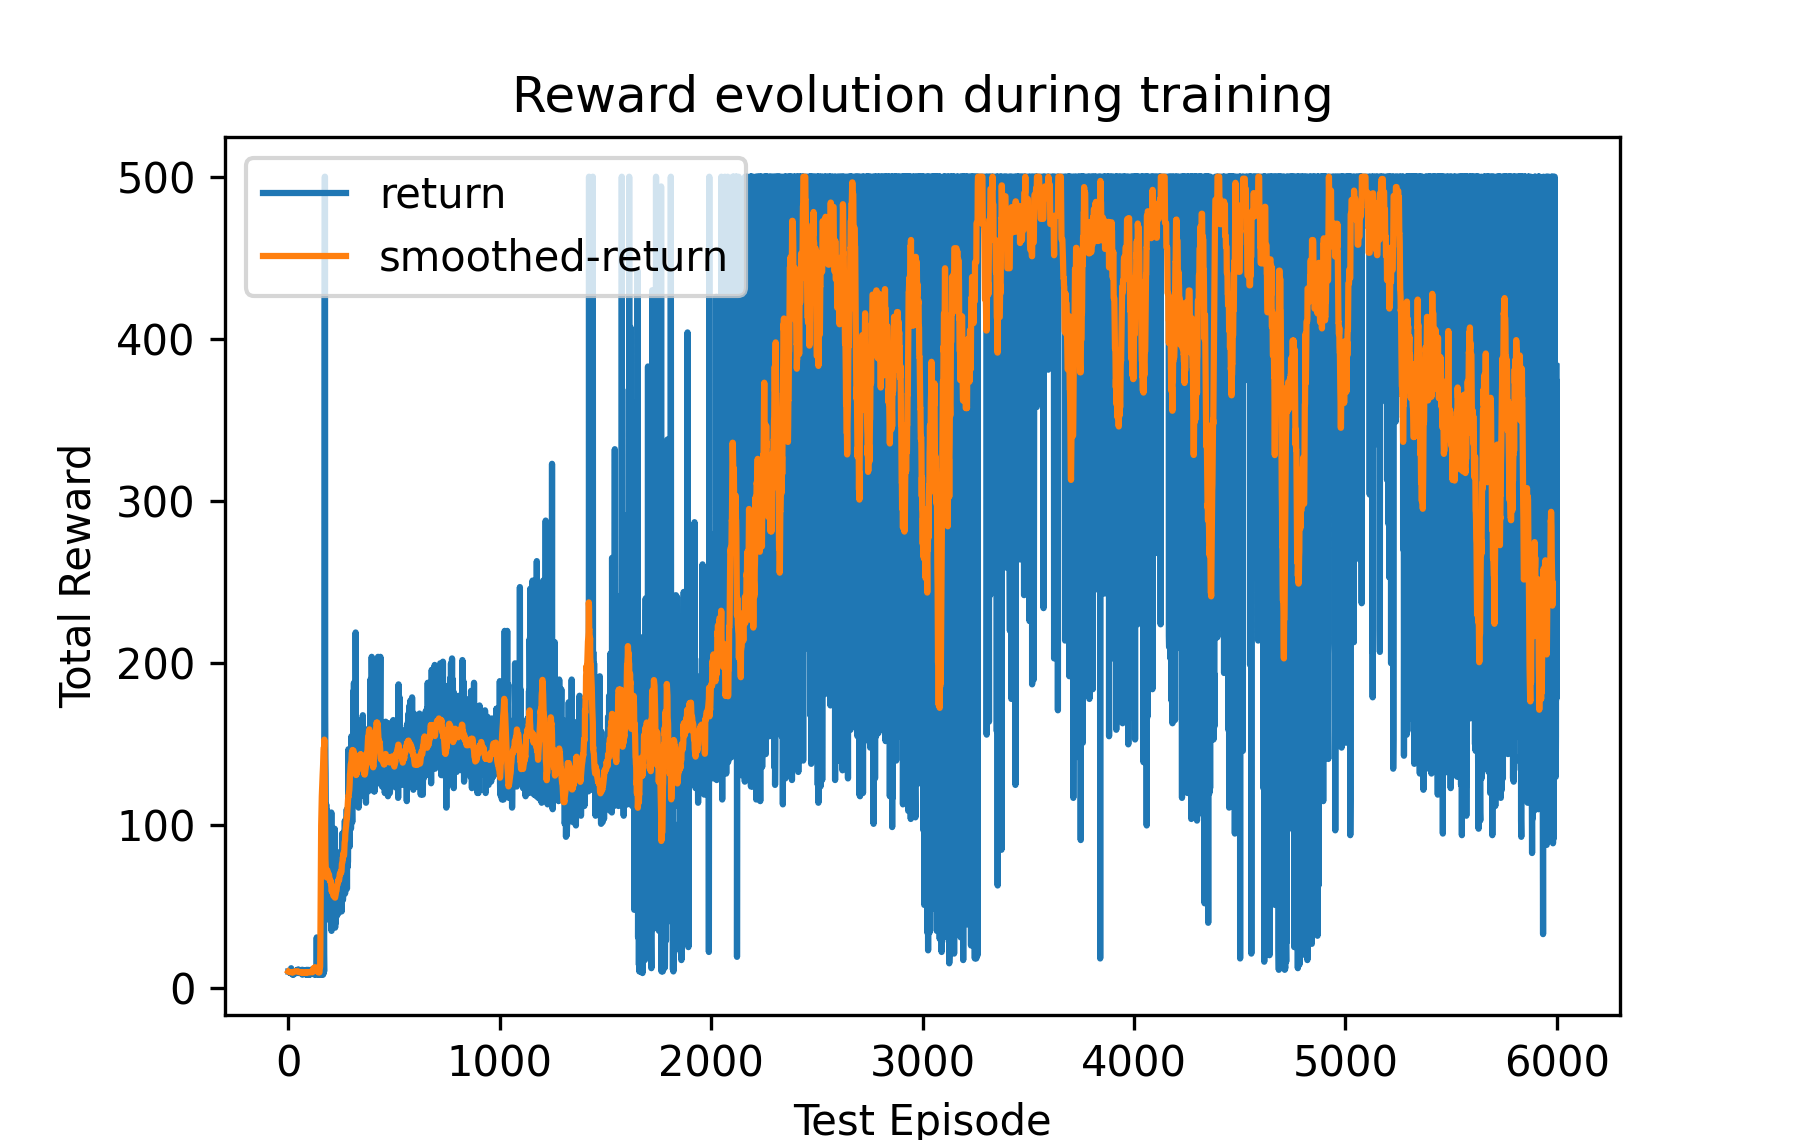 Reward evolution during training
return
smoothed-return
500
400
300
200
100
0
Total Reward
0 1000 2000 3000 4000 5000 6000
Test Episode